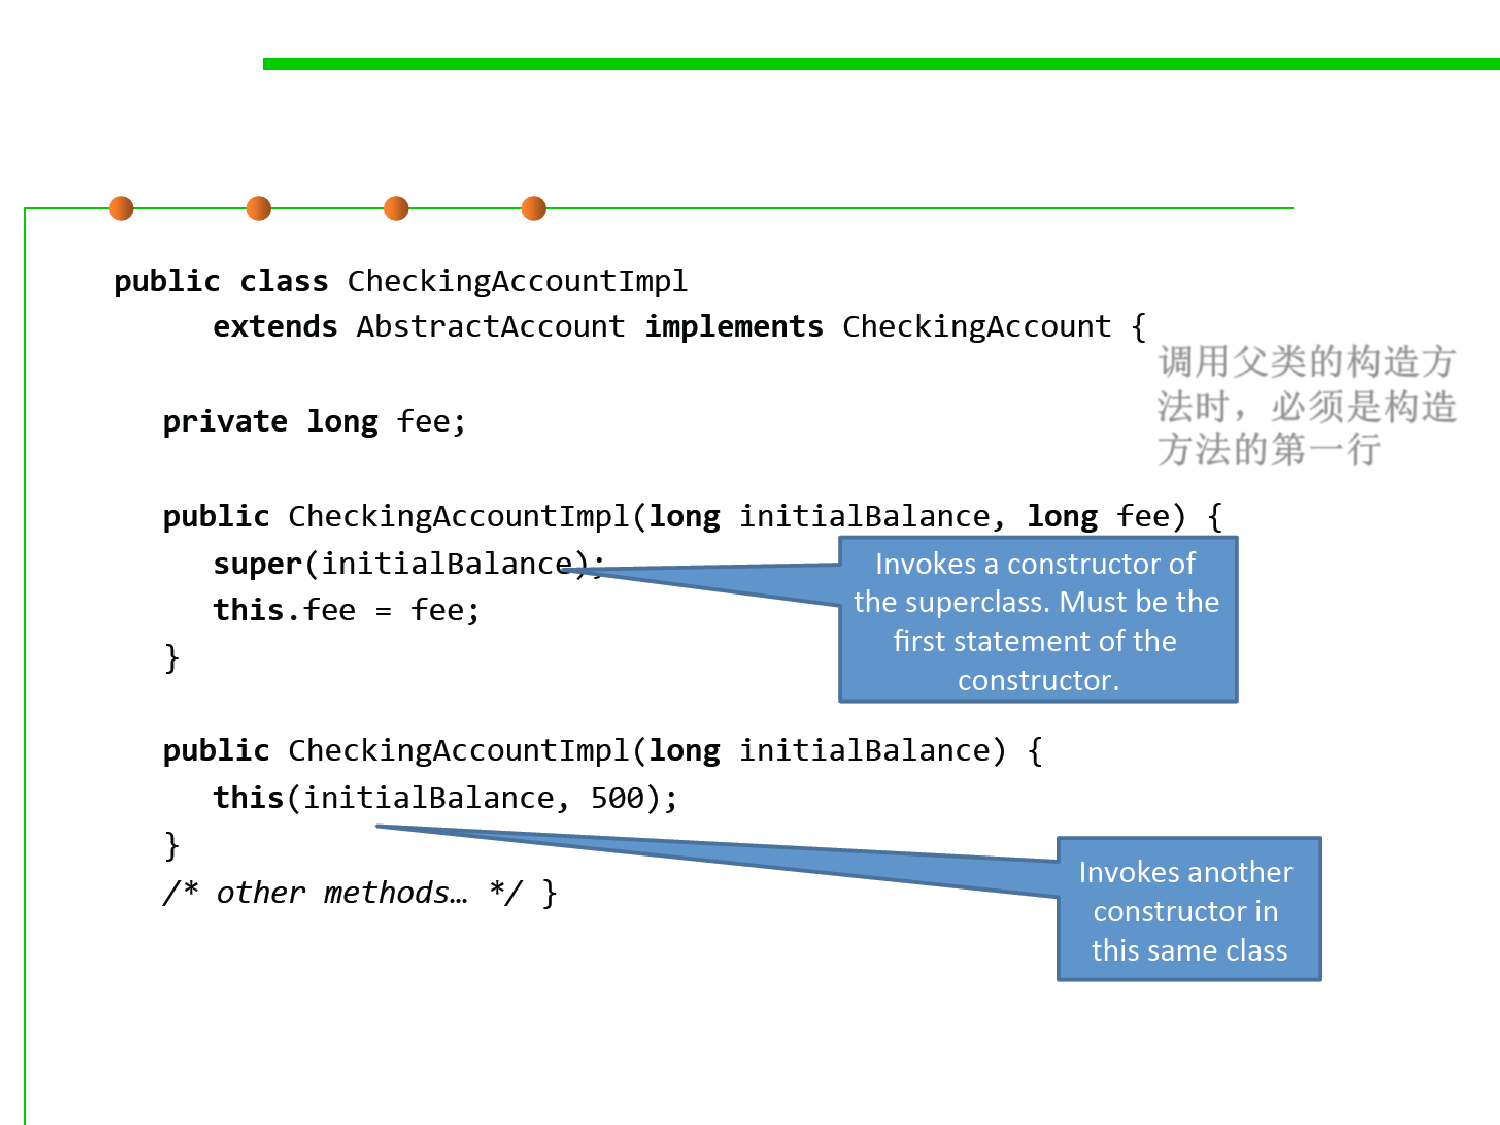 public class CheckingAccountImpl
extends AbstractAccount implements CheckingAccount {
调用父类的构造方
法时，必须是构造
方法的第一行
private long fee;
public CheckingAccountImpl(long initialBalance, long fee) {
super(initialBalance);
this.fee = fee;
}
Invokes a constructor of
the superclass. Must be the
first statement of the
constructor.
public CheckingAccountImpl(long initialBalance) {
this(initialBalance, 500);
}
/* other methods… */ }
Invokes another
constructor in
this same class